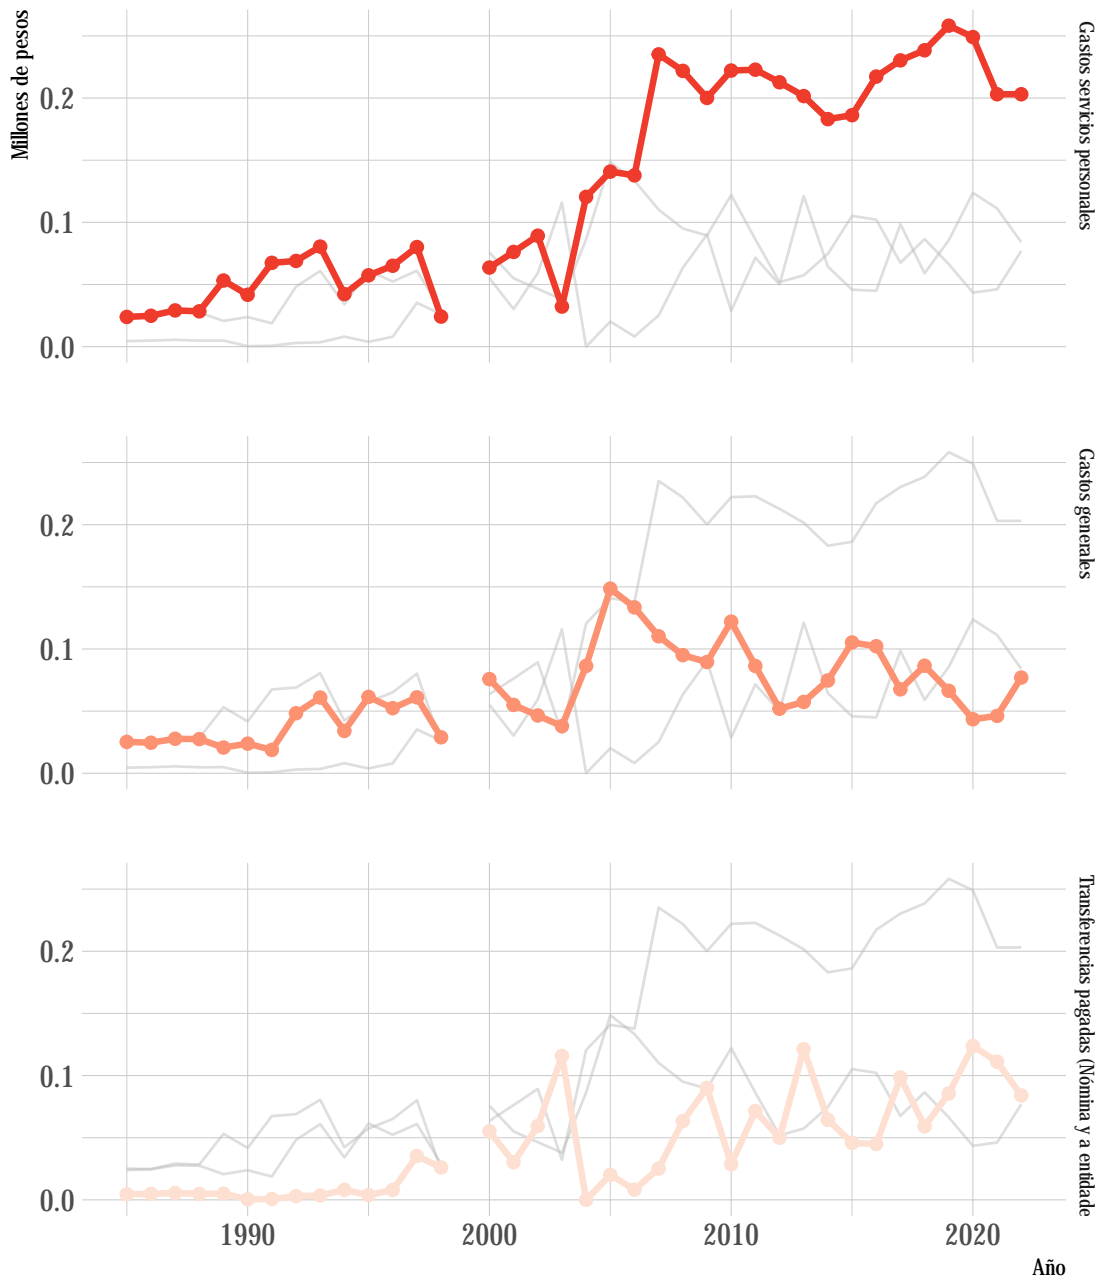 Millones de pesos
Gastos servicios personales
0.2
0.1
0.0
Gastos generales
0.2
0.1
0.0
Transferencias pagadas (Nómina y a entidade
0.2
0.1
0.0
1990 2000 2010 2020
Año